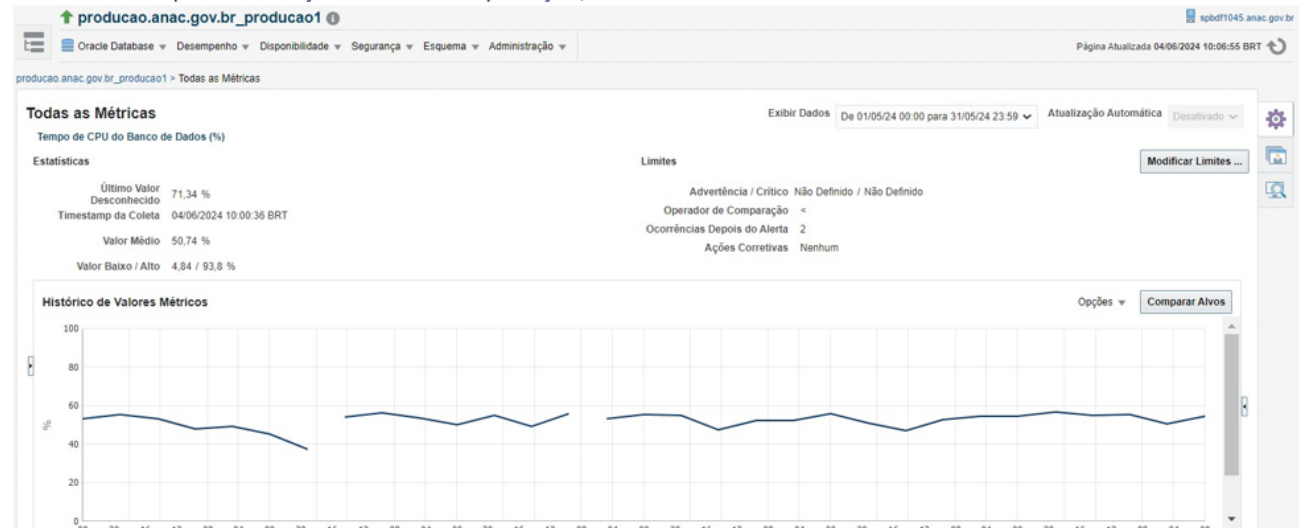 producao.anac.gov.br_producao1
spbdf1045.anac.gov.br
Oracle Database Desempenho Disponibilidade Segurança Esquema Administração
Página Atualizada 04/06/2024 10:06:55 BRT
producao.anac.gov.br_producao1 > Todas as Métricas
Todas as Métricas
Exibir Dados De 01/05/24 00:00 para 31/05/24 23:59 Atualização Automática Desativado
Tempo de CPU do Banco de Dados (%)
Estatísticas
Limites
Modificar Limites ...
Último Valor Desconhecido 71,34 %
Timestamp da Coleta 04/06/2024 10:00:36 BRT
Valor Médio 50,74 %
Valor Baixo / Alto 4,84 / 93,8 %
Advertência / Crítico Não Definido / Não Definido
Operador de Comparação <
Ocorrências Depois do Alerta 2
Ações Corretivas Nenhum
Histórico de Valores Métricos
Opções
Comparar Alvos
100
80
60
%
40
20
0